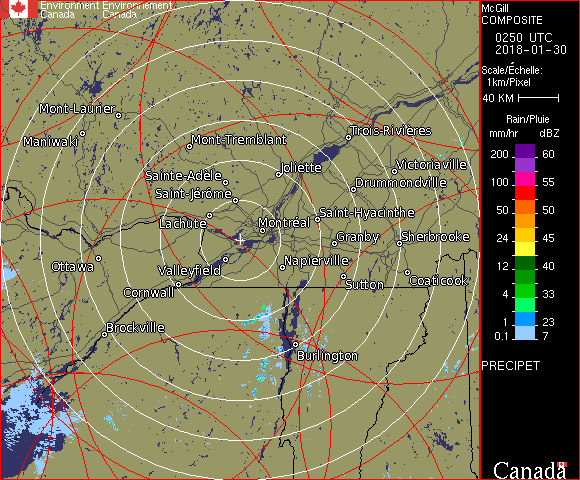 Environment Environnement
Canada Canada
McGill
COMPOSITE
0250 UTC
2018-01-30
Scale/Échelle:
1km/Pixel
40 KM
Rain/Pluie
mm/hr dBZ
200 60
55
100 55
50 50
24 45
12 40
4 33
1 23
0.1 7
PRECIPET
Canada
Mont-Laurier
Maniwaki
Mont-Tremblant
Trois-Rivières
Joliette
Victoriaville
Sainte-Adèle
Drummondville
Saint-Jérôme
Lachute
Saint-Hyacinthe
Montréal
Granby
Sherbrooke
Ottawa
Valleyfield
Napierville
Coaticook
Cornwall
Sutton
Brockville
Burlington